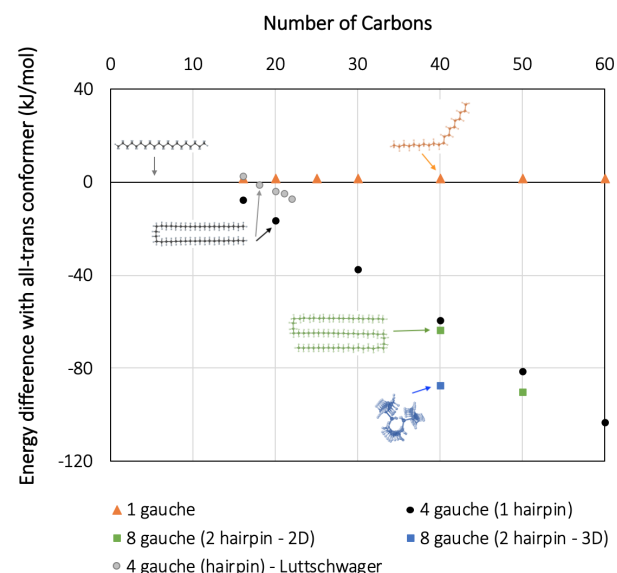 Number of Carbons
0 10 20 30 40 50 60
Energy difference with all-trans conformer (kJ/mol)
40
0
-40
-80
-120
1 gauche
4 gauche (1 hairpin)
8 gauche (2 hairpin - 2D)
8 gauche (2 hairpin - 3D)
4 gauche (hairpin) - Luttschwager